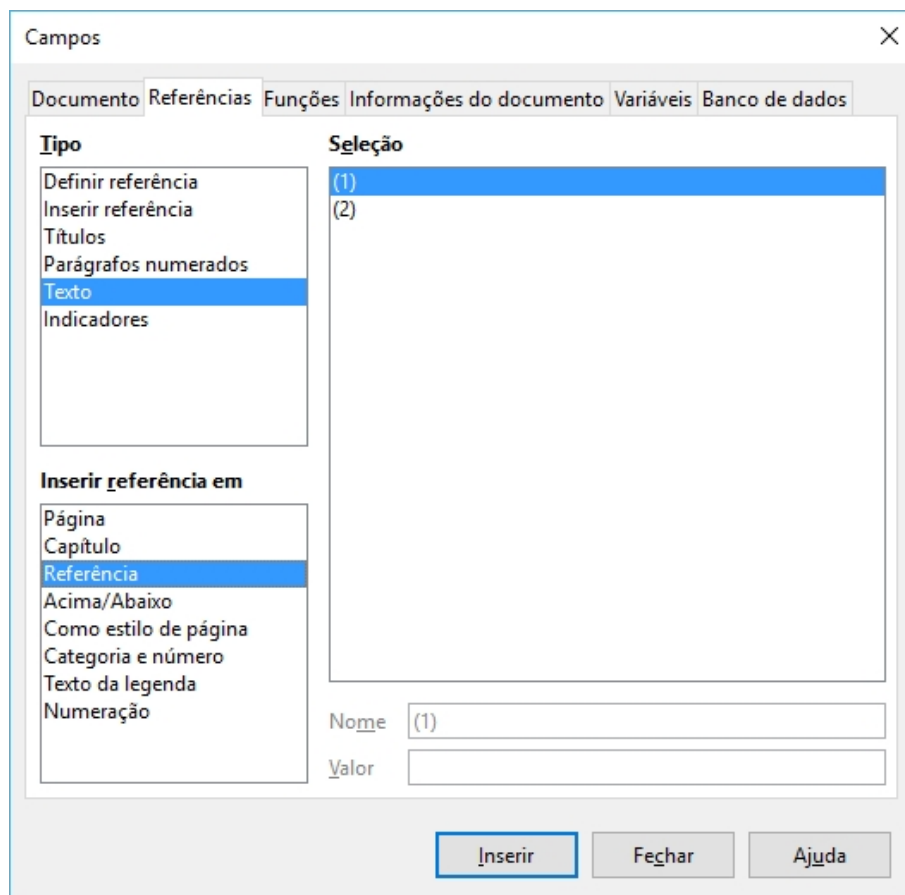 Campos
Documento Referências Funções Informações do documento Variáveis Banco de dados
Tipo
Definir referência
Inserir referência
Títulos
Parágrafos numerados
Texto
Indicadores
Seleção
(1)
(2)
Inserir referência em
Página
Capítulo
Referência
Acima/Abaixo
Como estilo de página
Categoria e número
Texto da legenda
Numeração
Nome (1)
Valor
Inserir Fechar Ajuda